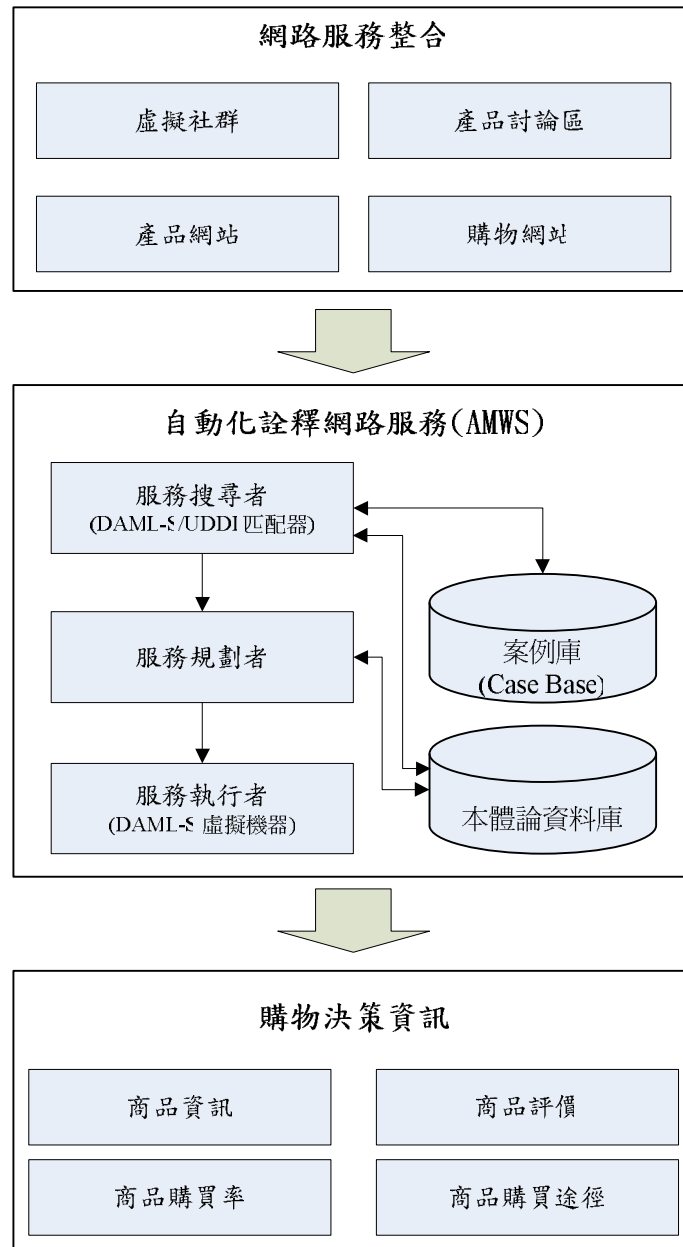 網路服務整合
虛擬社群
產品討論區
產品網站
購物網站
自動化詮釋網路服務(AMWS)
服務搜尋者
(DAML-S/UDDI 匹配器)
服務規劃者
案例庫
(Case Base)
服務執行者
(DAML-S 虛擬機器)
本體論資料庫
購物決策資訊
商品資訊
商品評價
商品購買率
商品購買途徑